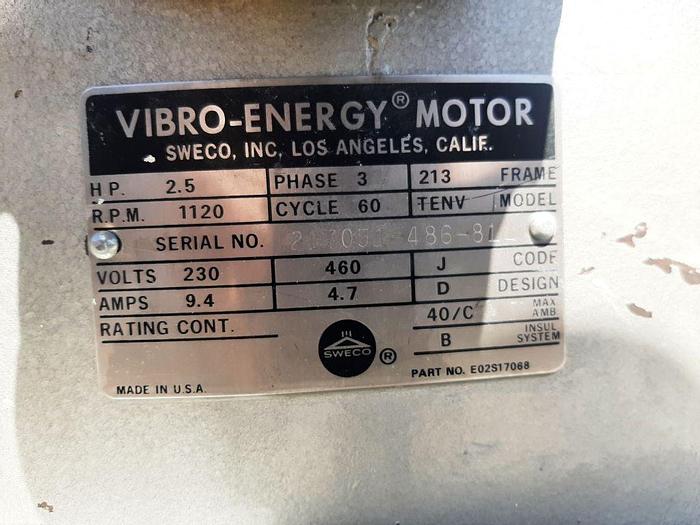 VIBRO-ENERGY® MOTOR
SWECO, INC. LOS ANGELES, CALIF.
H P. 2.5 PHASE 3 213 FRAME
R.P.M. 1120 CYCLE 60 TENV MODEL
SERIAL NO. 486-81
VOLTS 230 460 J CODE
AMPS 9.4 4.7 D DESIGN
RATING CONT. 40/C MAX AMB.
B INSUL SYSTEM
SWECO ®
PART NO. E02S17068
MADE IN U.S.A.